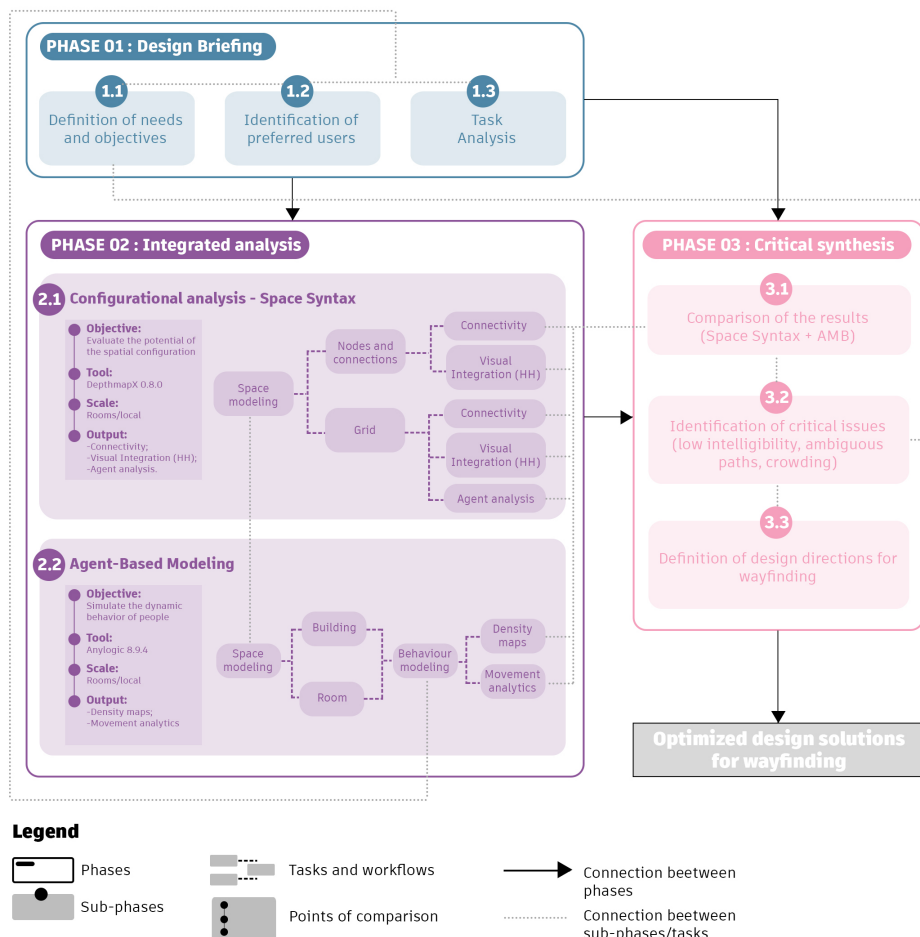 PHASE 01 : Design Briefing
1.1
Definition of needs
and objectives
1.2
Identification of
preferred users
1.3
Task
Analysis
PHASE 02 : Integrated analysis
2.1 Configurational analysis - Space Syntax
Objective:
Evaluate the potential of
the spatial configuration
Tool:
DepthmapX 0.8.0
Scale:
Rooms/local
Output:
-Connectivity;
-Visual Integration (HH);
-Agent analysis.
Space
modeling
Nodes and
connections
Grid
Connectivity
Visual
Integration (HH)
Connectivity
Visual
Integration (HH)
Agent analysis
2.2 Agent-Based Modeling
Objective:
Simulate the dynamic
behavior of people
Tool:
Anylogic 8.9.4
Scale:
Rooms/local
Output:
-Density maps;
-Movement analytics
Space
modeling
Building
Room
Behaviour
modeling
Density
maps
Movement
analytics
PHASE 03 : Critical synthesis
3.1
Comparison of the results
(Space Syntax + AMB)
3.2
Identification of critical issues
(low intelligibility, ambiguous
paths, crowding)
3.3
Definition of design directions for
wayfinding
Optimized design solutions
for wayfinding
Legend
Phases
Sub-phases
Tasks and workflows
Points of comparison
Connection beetween
phases
Connection beetween
sub-phases/tasks